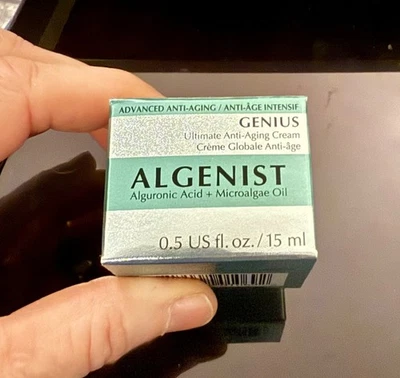 ADVANCED ANTI-AGING / ANTI-ÂGE INTENSIF
GENIUS
Ultimate Anti-Aging Cream
Crème Globale Anti-âge
ALGENIST
Alguronic Acid + Microalgae Oil
0.5 US fl. oz. / 15 ml